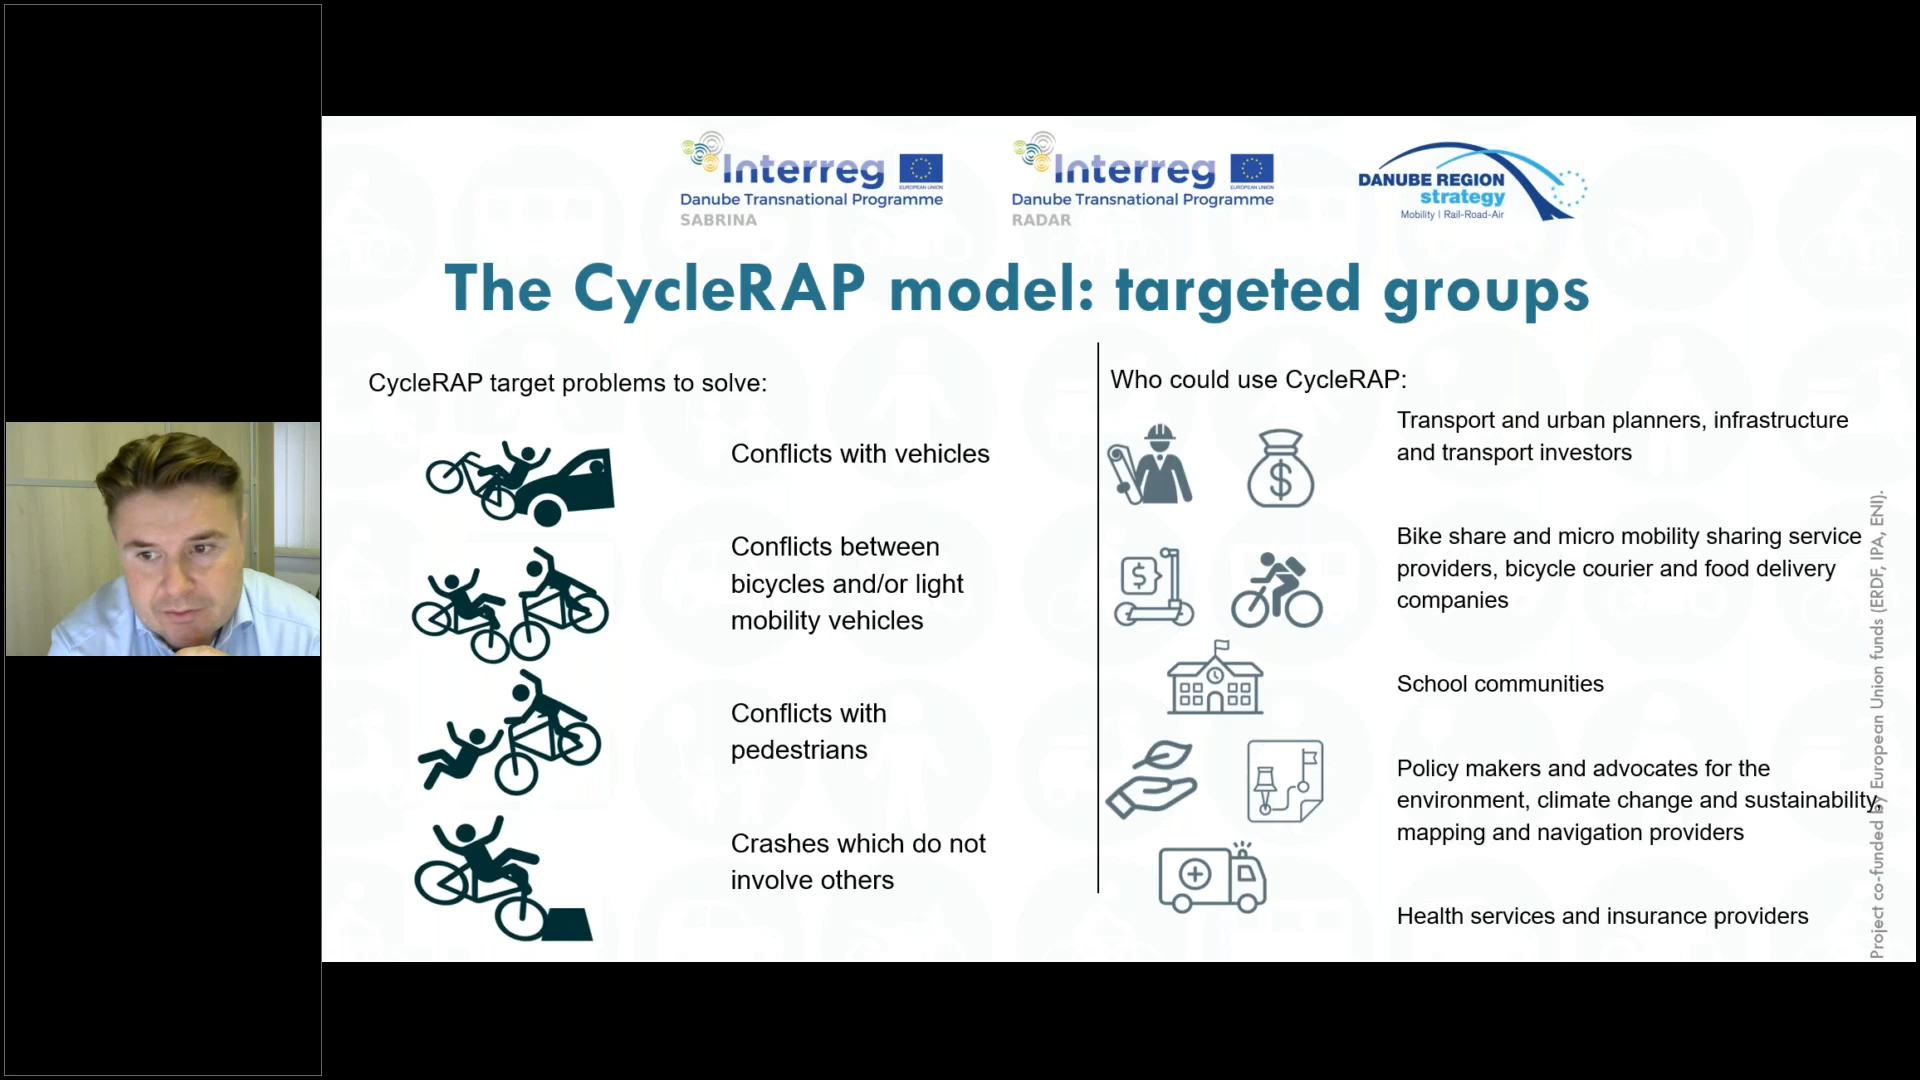 Interreg
EUROPEAN UNION
Danube Transnational Programme
SABRINA
Interreg
EUROPEAN UNION
Danube Transnational Programme
RADAR
DANUBE REGION
strategy
Mobility | Rail-Road-Air
The CycleRAP model: targeted groups
CycleRAP target problems to solve:
Conflicts with vehicles
Conflicts between
bicycles and/or light
mobility vehicles
Conflicts with
pedestrians
Crashes which do not
involve others
Who could use CycleRAP:
Transport and urban planners, infrastructure
and transport investors
Bike share and micro mobility sharing service
providers, bicycle courier and food delivery
companies
School communities
Policy makers and advocates for the
environment, climate change and sustainability,
mapping and navigation providers
Health services and insurance providers
Project co-funded by European Union funds (ERDF, IPA, ENI).